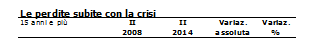 Le perdite subite con la crisi
15 anni e più II II Variaz. Variaz.
2008 2014 assoluta %